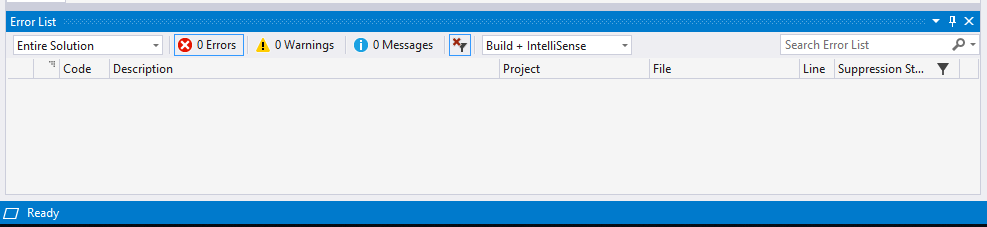 Error List
Entire Solution 0 Errors 0 Warnings 0 Messages Build + IntelliSense Search Error List
Code Description Project File Line Suppression St...
Ready